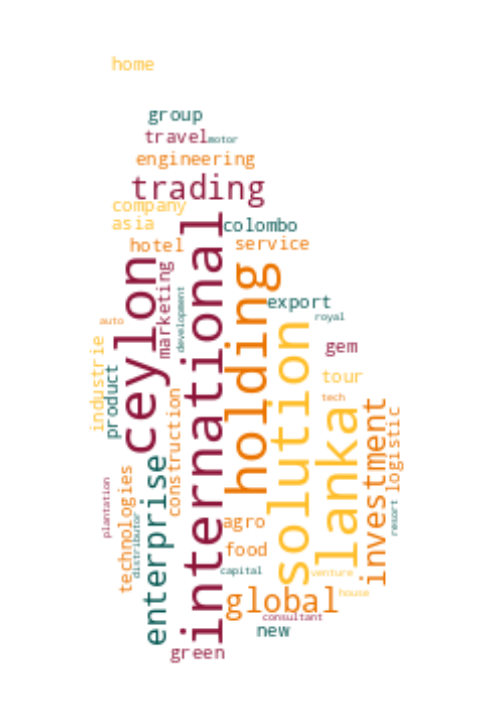 home
group
travel
motor
engineering
trading
company
asia
colombo
hotel
service
ceylon
international
holding
marketing
development
export
royal
auto
solution
industrie
product
gem
tour
tech
construction
lanka
investment
logistic
enterprise
technologies
plantation
distributor
resort
agro
food
capital
venture
global
house
consultant
new
green